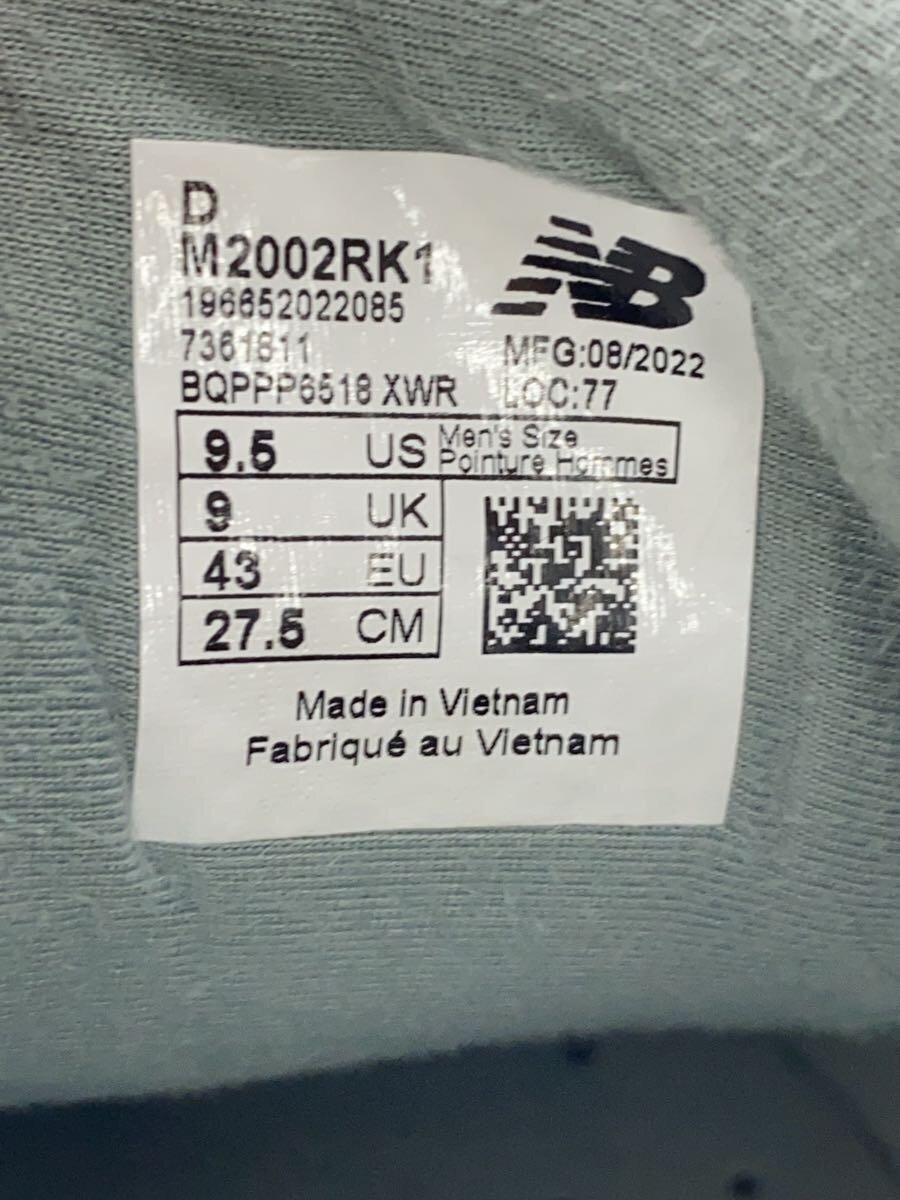 D
M2002RK1
196652022085
7361811
BQPPP6518 XWR
NB
MFG:08/2022
LOC:77
9.5 US Men's Size
Pointure Hommes
9 UK
43 EU
27.5 CM
Made in Vietnam
Fabriqué au Vietnam